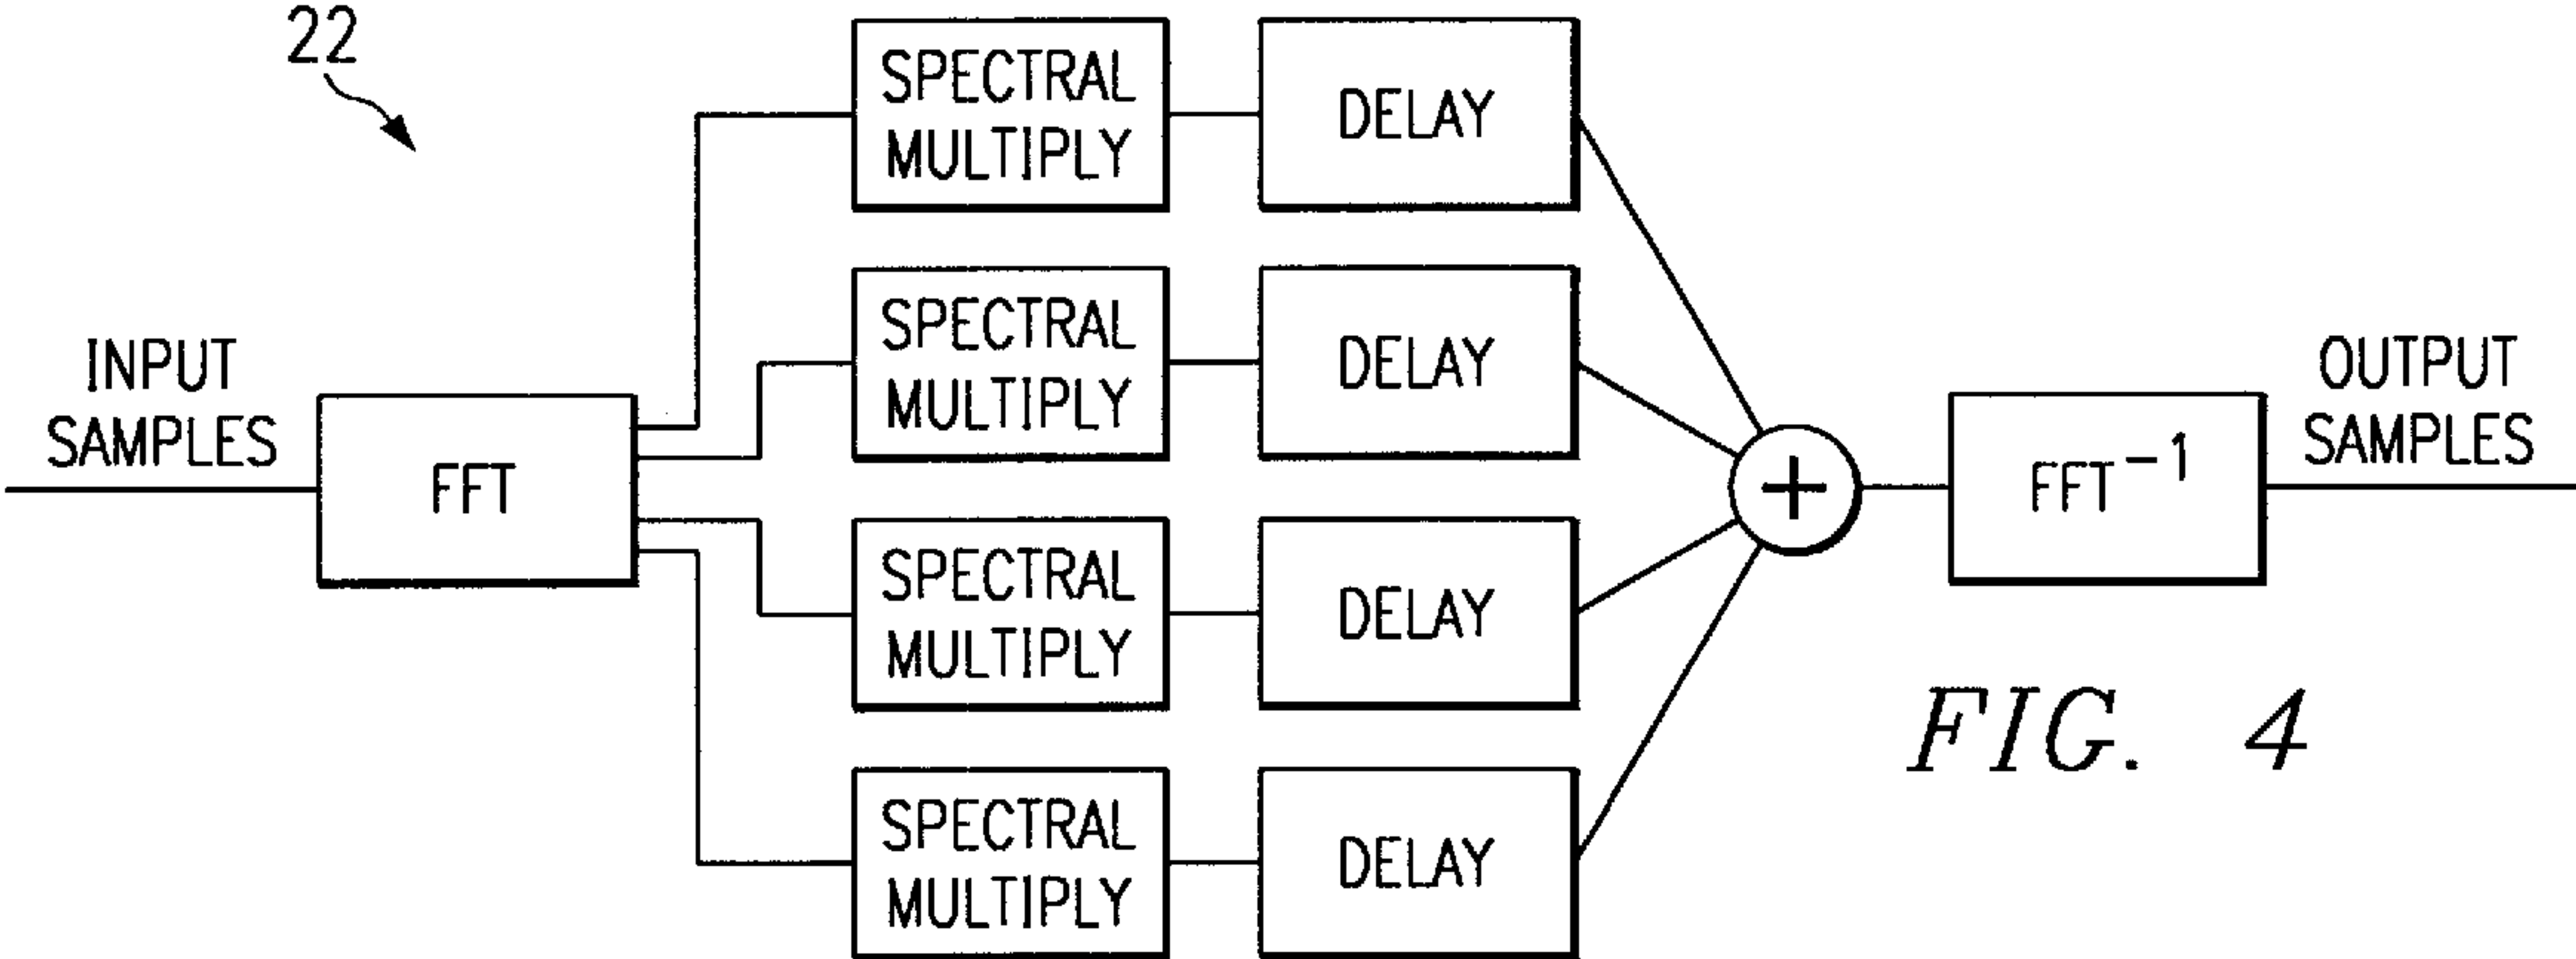 22
SPECTRAL
MULTIPLY
DELAY
SPECTRAL
MULTIPLY
DELAY
INPUT
SAMPLES
FFT
SPECTRAL
MULTIPLY
DELAY
SPECTRAL
MULTIPLY
DELAY
+
FFT⁻¹
OUTPUT
SAMPLES
FIG. 4